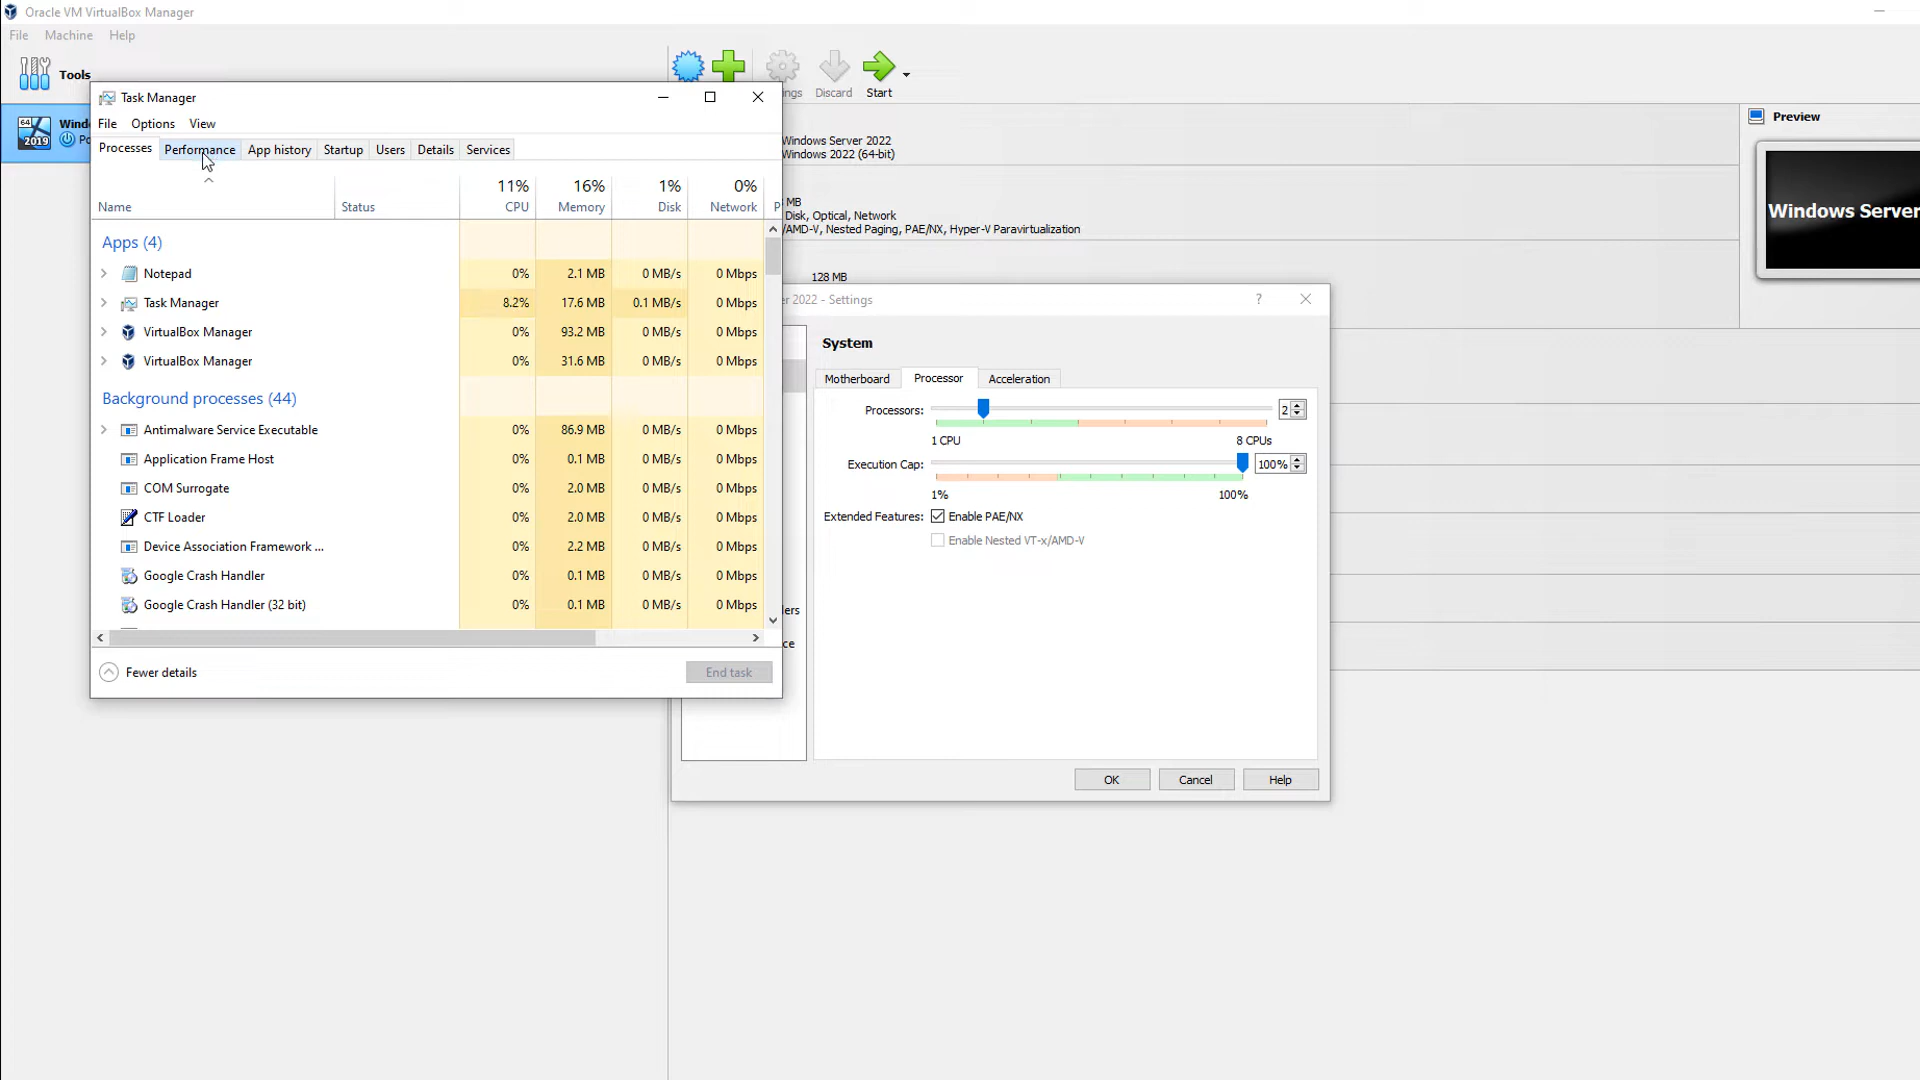 Oracle VM VirtualBox Manager
File Machine Help
Tools
Discard
Start
64
2019
Task Manager
File Options View
Processes Performance App history Startup Users Details Services
11% 16% 1% 0%
Name Status CPU Memory Disk Network
Apps (4)
Notepad 0% 2.1 MB 0 MB/s 0 Mbps
Task Manager 8.2% 17.6 MB 0.1 MB/s 0 Mbps
VirtualBox Manager 0% 93.2 MB 0 MB/s 0 Mbps
VirtualBox Manager 0% 31.6 MB 0 MB/s 0 Mbps
Background processes (44)
Antimalware Service Executable 0% 86.9 MB 0 MB/s 0 Mbps
Application Frame Host 0% 0.1 MB 0 MB/s 0 Mbps
COM Surrogate 0% 2.0 MB 0 MB/s 0 Mbps
CTF Loader 0% 2.0 MB 0 MB/s 0 Mbps
Device Association Framework ... 0% 2.2 MB 0 MB/s 0 Mbps
Google Crash Handler 0% 0.1 MB 0 MB/s 0 Mbps
Google Crash Handler (32 bit) 0% 0.1 MB 0 MB/s 0 Mbps
Fewer details
End task
Windows Server 2022
Windows 2022 (64-bit)
MB
Disk, Optical, Network
/AMD-V, Nested Paging, PAE/NX, Hyper-V Paravirtualization
128 MB
Preview
Windows Server
2022 - Settings
?
System
Motherboard Processor Acceleration
Processors: 2
1 CPU 8 CPUs
Execution Cap: 100%
1% 100%
Extended Features: Enable PAE/NX
Enable Nested VT-x/AMD-V
OK Cancel Help